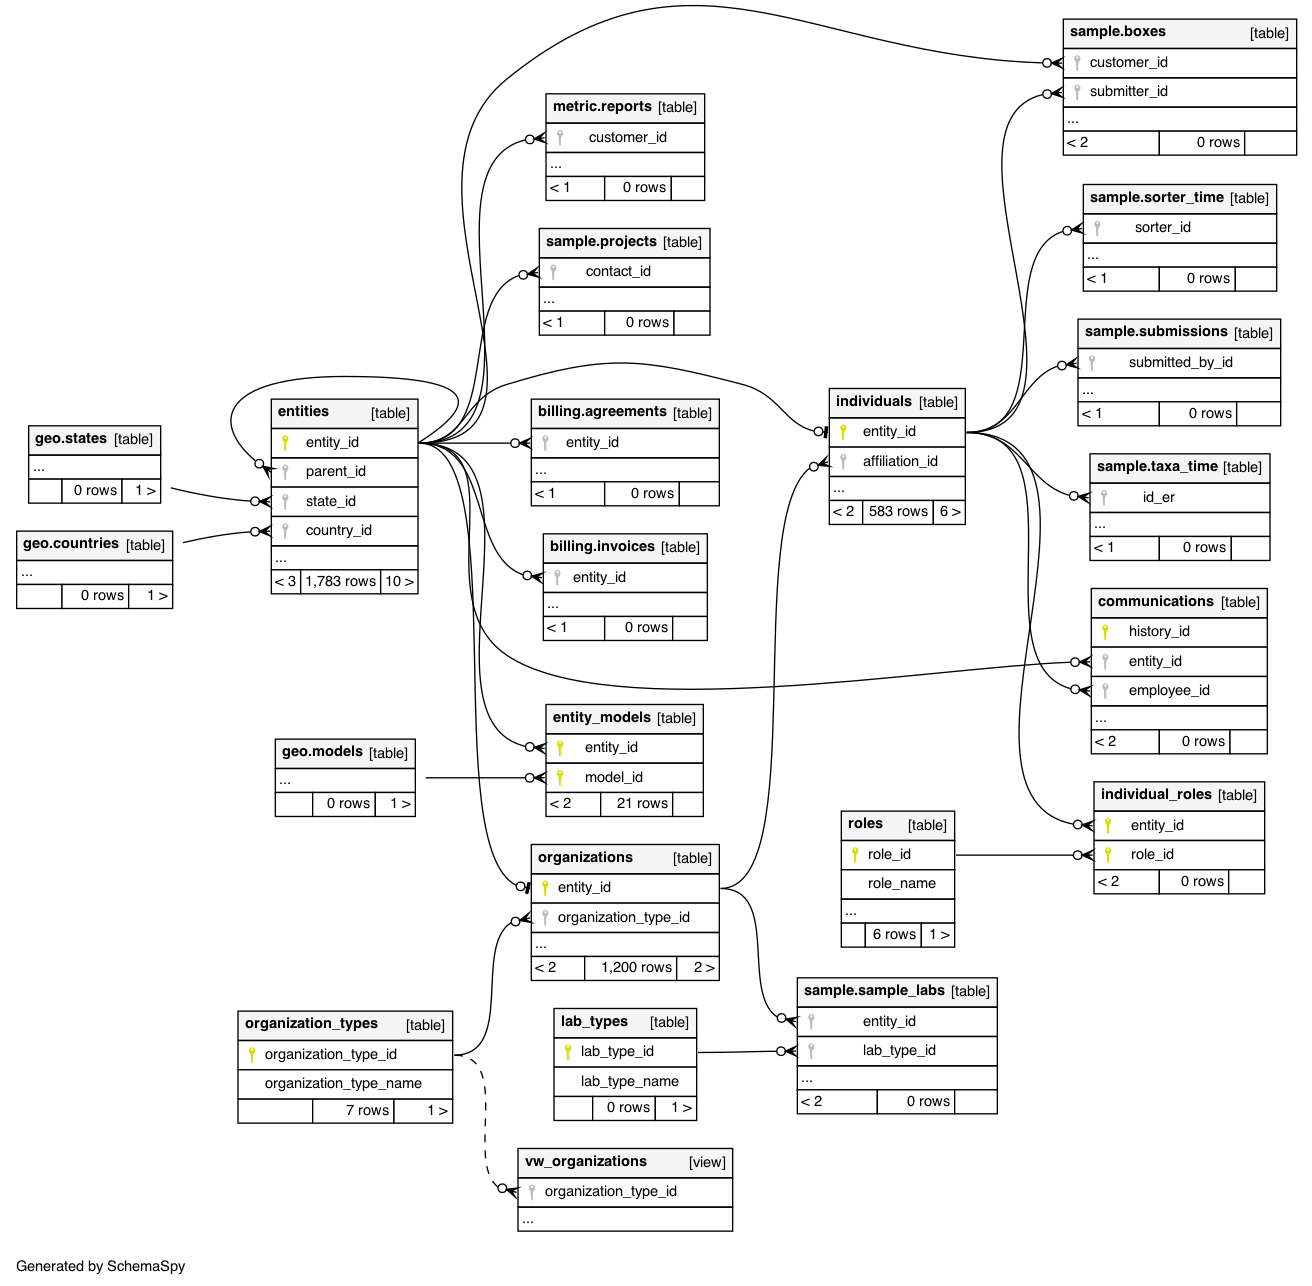 sample.boxes [table]
customer_id
submitter_id
...
< 2 0 rows
metric.reports [table]
customer_id
...
< 1 0 rows
sample.sorter_time [table]
sorter_id
...
< 1 0 rows
sample.projects [table]
contact_id
...
< 1 0 rows
sample.submissions [table]
submitted_by_id
...
< 1 0 rows
entities [table]
entity_id
parent_id
state_id
country_id
...
< 3 1,783 rows 10 >
billing.agreements [table]
entity_id
...
< 1 0 rows
individuals [table]
entity_id
affiliation_id
...
< 2 583 rows 6 >
geo.states [table]
...
0 rows 1 >
sample.taxa_time [table]
id_er
...
< 1 0 rows
geo.countries [table]
...
0 rows 1 >
billing.invoices [table]
entity_id
...
< 1 0 rows
communications [table]
history_id
entity_id
employee_id
...
< 2 0 rows
entity_models [table]
entity_id
model_id
< 2 21 rows
geo.models [table]
...
0 rows 1 >
individual_roles [table]
entity_id
role_id
< 2 0 rows
roles [table]
role_id
role_name
...
6 rows 1 >
organizations [table]
entity_id
organization_type_id
...
< 2 1,200 rows 2 >
sample.sample_labs [table]
entity_id
lab_type_id
...
< 2 0 rows
organization_types [table]
organization_type_id
organization_type_name
7 rows 1 >
lab_types [table]
lab_type_id
lab_type_name
0 rows 1 >
vw_organizations [view]
organization_type_id
...
Generated by SchemaSpy